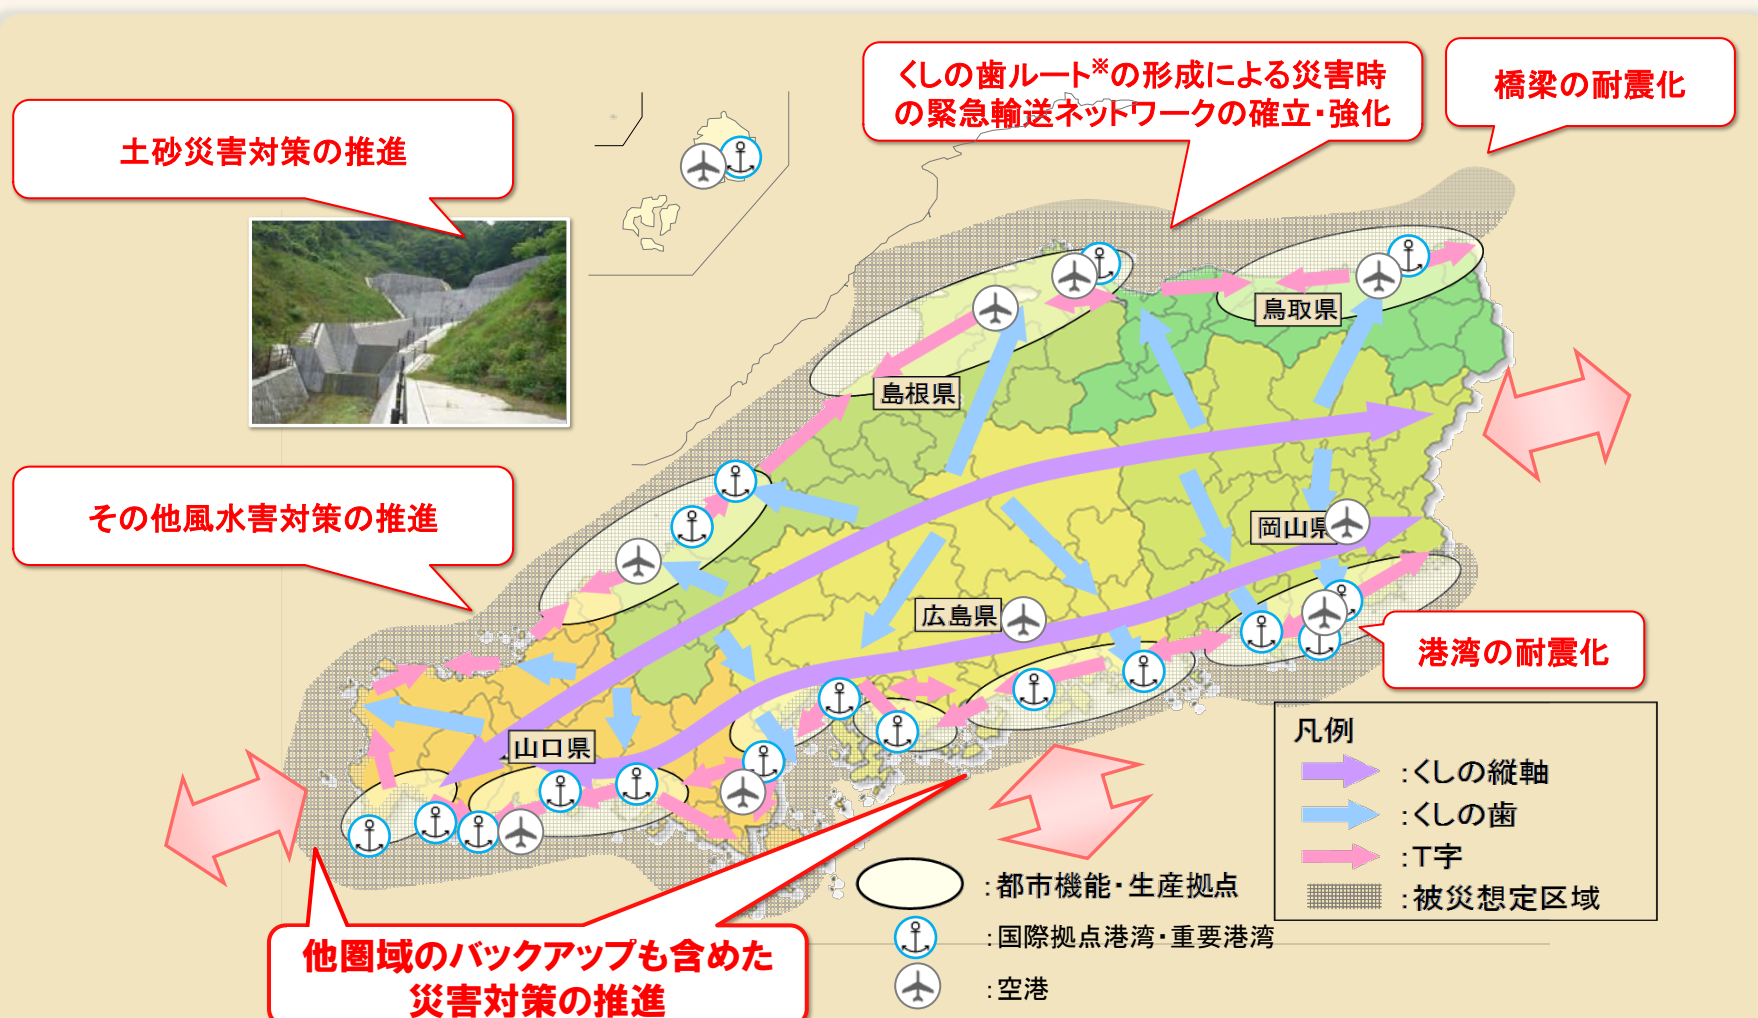 くしの歯ルート※の形成による災害時
の緊急輸送ネットワークの確立・強化
橋梁の耐震化
土砂災害対策の推進
鳥取県
島根県
その他風水害対策の推進
岡山県
広島県
港湾の耐震化
山口県
凡例
:くしの縦軸
:くしの歯
:T字
:被災想定区域
:都市機能・生産拠点
:国際拠点港湾・重要港湾
:空港
他圏域のバックアップも含めた
災害対策の推進